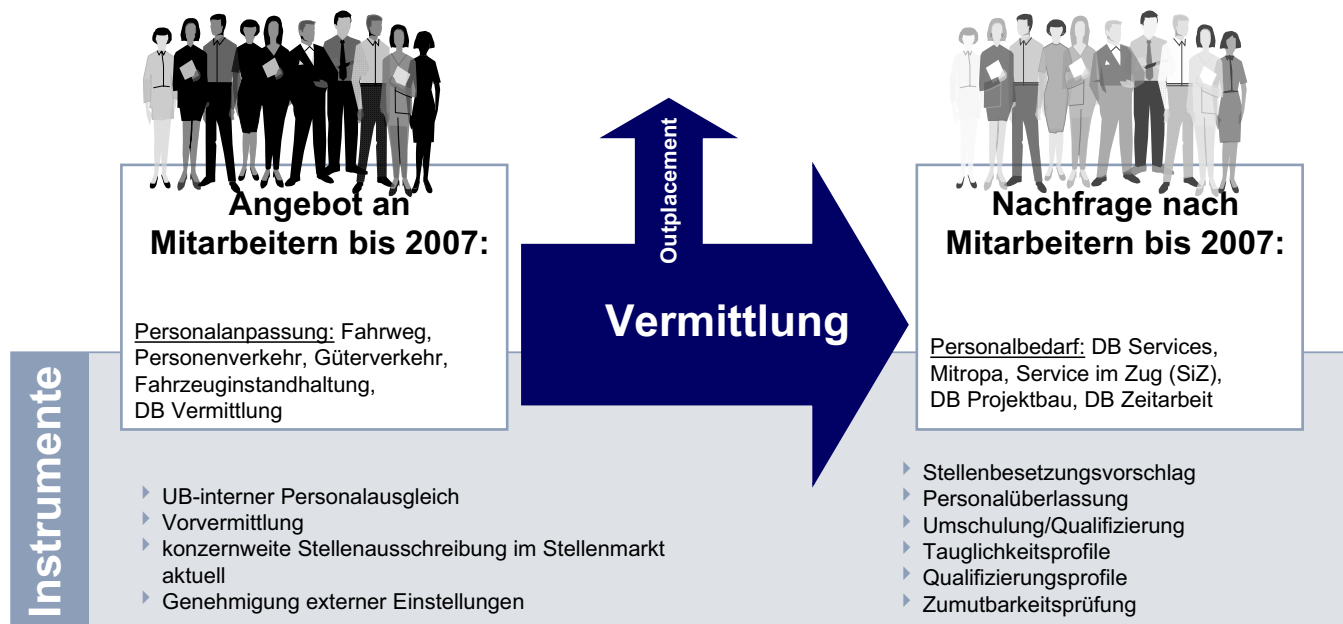 Angebot an
Mitarbeitern bis 2007:
Personalanpassung: Fahrweg,
Personenverkehr, Güterverkehr,
Fahrzeuginstandhaltung,
DB Vermittlung
Outplacement
Vermittlung
Nachfrage nach
Mitarbeitern bis 2007:
Personalbedarf: DB Services,
Mitropa, Service im Zug (SiZ),
DB Projektbau, DB Zeitarbeit
Instrumente
UB-interner Personalausgleich
Vorvermittlung
konzernweite Stellenausschreibung im Stellenmarkt
aktuell
Genehmigung externer Einstellungen
Stellenbesetzungsvorschlag
Personalüberlassung
Umschulung/Qualifizierung
Tauglichkeitsprofile
Qualifizierungsprofile
Zumutbarkeitsprüfung